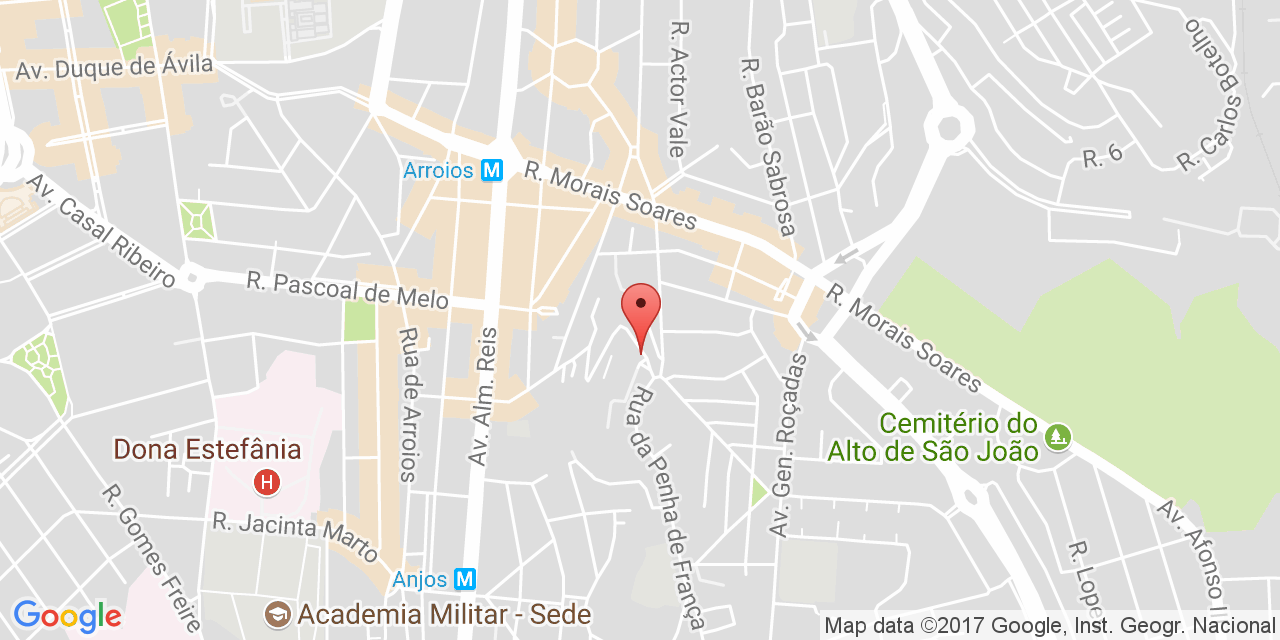 Av. Duque de Ávila
R. Actor Vale
R. Barão Sabrosa
R. Carlos Botelho
R. 6
Arroios M
R. Morais Soares
Av. Casal Ribeiro
R. Pascoal de Melo
R. Morais Soares
Rua de Arroios
Av. Alm. Reis
Av. Gen. Roçadas
Rua da Penha de França
Cemitério do
Alto de São João
Dona Estefânia
H
R. Gomes Freire
R. Jacinta Marto
Av. Afonso II
R. Lope
Anjos M
Academia Militar - Sede
Google
Map data ©2017 Google, Inst. Geogr. Nacional